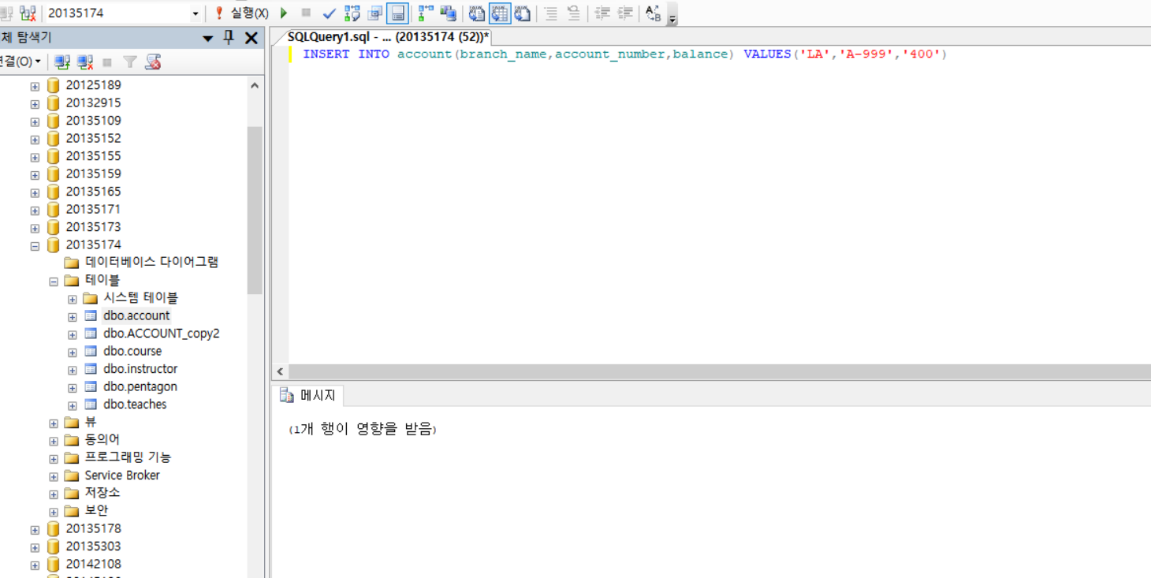 20135174
실행(X)
체 탐색기
연결(O)
20125189
20132915
20135109
20135152
20135155
20135159
20135165
20135171
20135173
20135174
데이터베이스 다이어그램
테이블
시스템 테이블
dbo.account
dbo.ACCOUNT_copy2
dbo.course
dbo.instructor
dbo.pentagon
dbo.teaches
뷰
동의어
프로그래밍 기능
Service Broker
저장소
보안
20135178
20135303
20142108
SQLQuery1.sql - ... (20135174 (52))*
INSERT INTO account(branch_name,account_number,balance) VALUES('LA','A-999','400')
메시지
(1개 행이 영향을 받음)